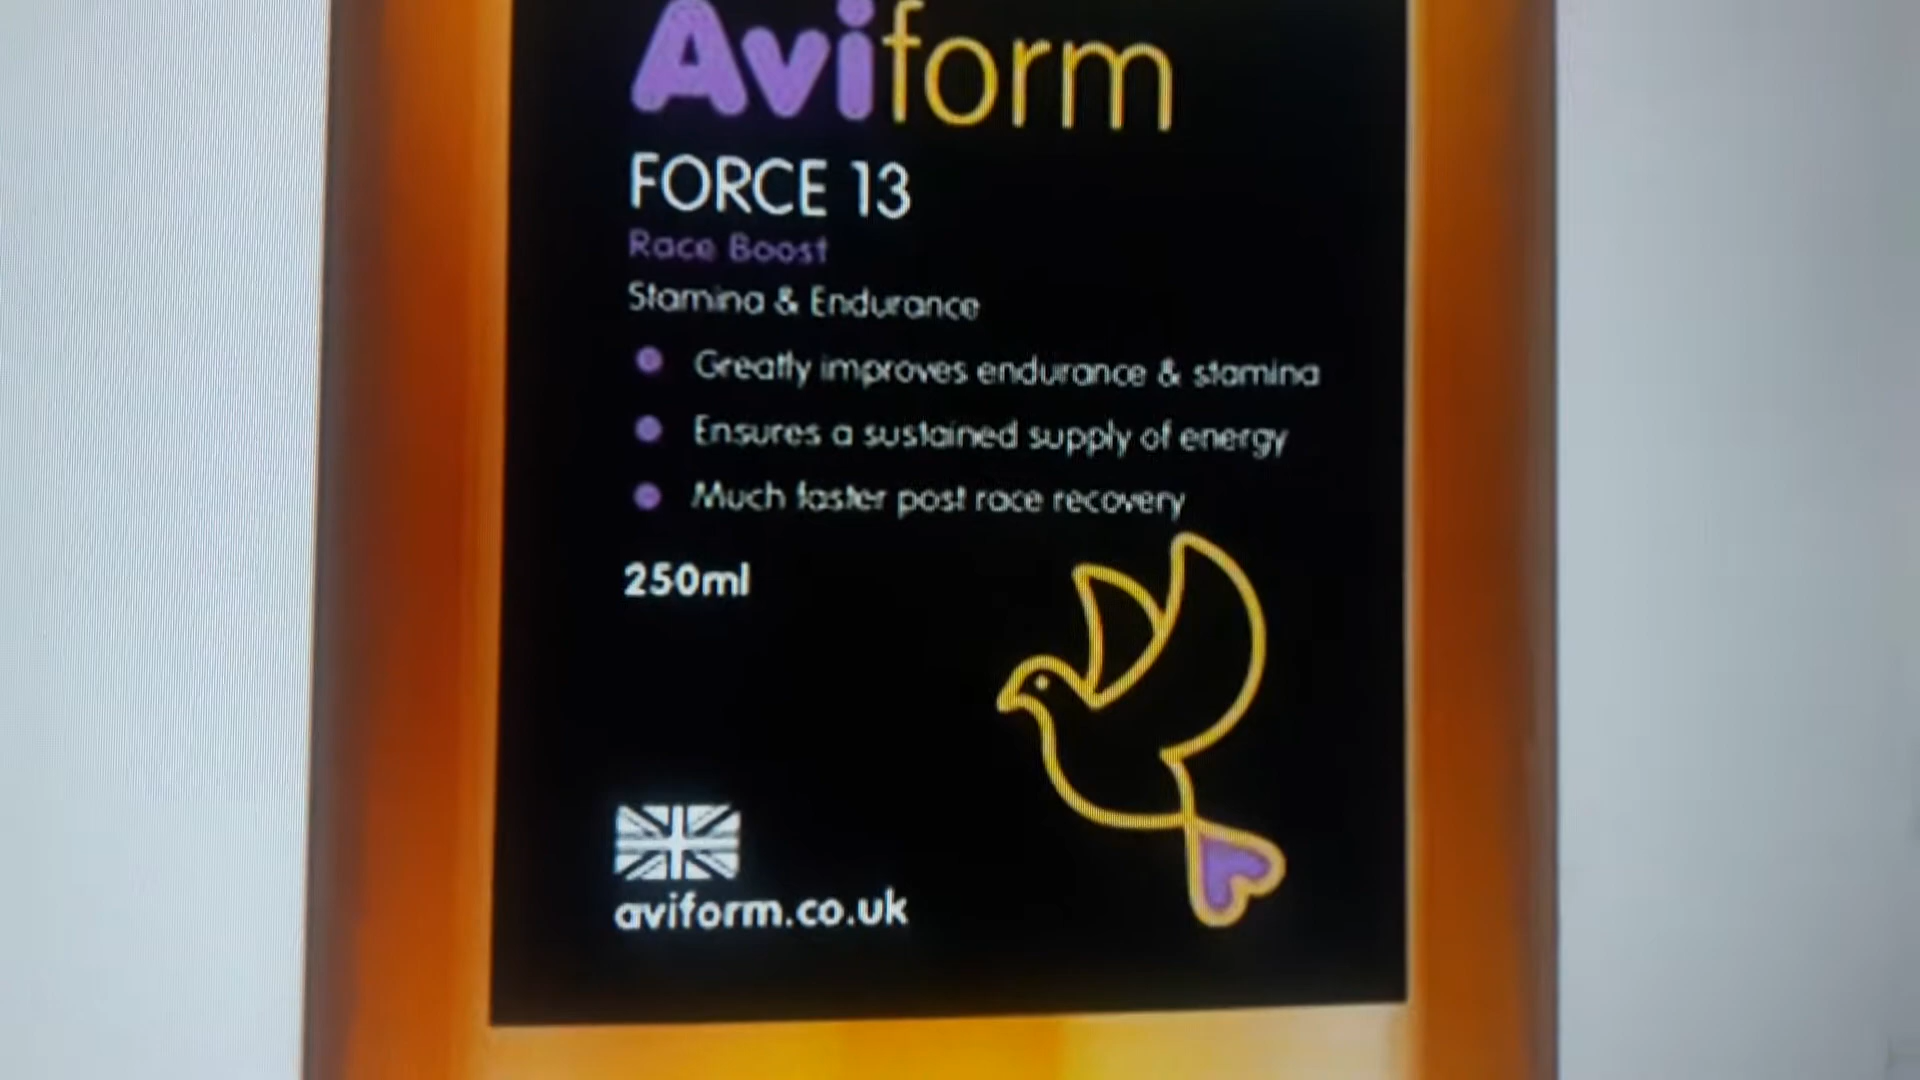 Aviform
FORCE 13
Race Boost
Stamina & Endurance
Greatly improves endurance & stamina
Ensures a sustained supply of energy
Much faster post race recovery
250ml
aviform.co.uk